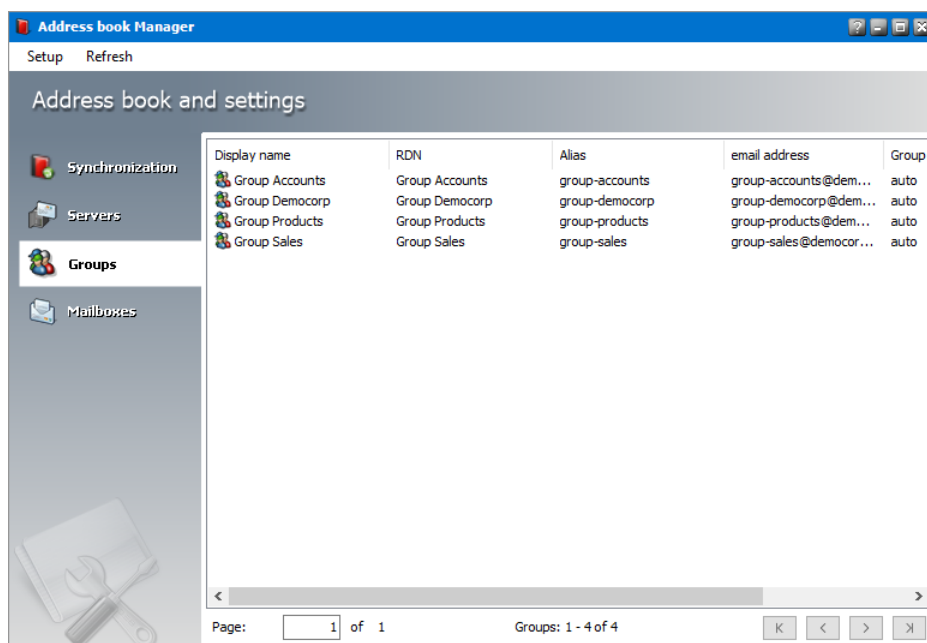 Address book Manager
Setup Refresh
Address book and settings
Synchronization
Servers
Groups
Mailboxes
Display name RDN Alias email address Group
Group Accounts Group Accounts group-accounts group-accounts@dem... auto
Group Democorp Group Democorp group-democorp group-democorp@dem... auto
Group Products Group Products group-products group-products@dem... auto
Group Sales Group Sales group-sales group-sales@democor... auto
Page: 1 of 1 Groups: 1 - 4 of 4